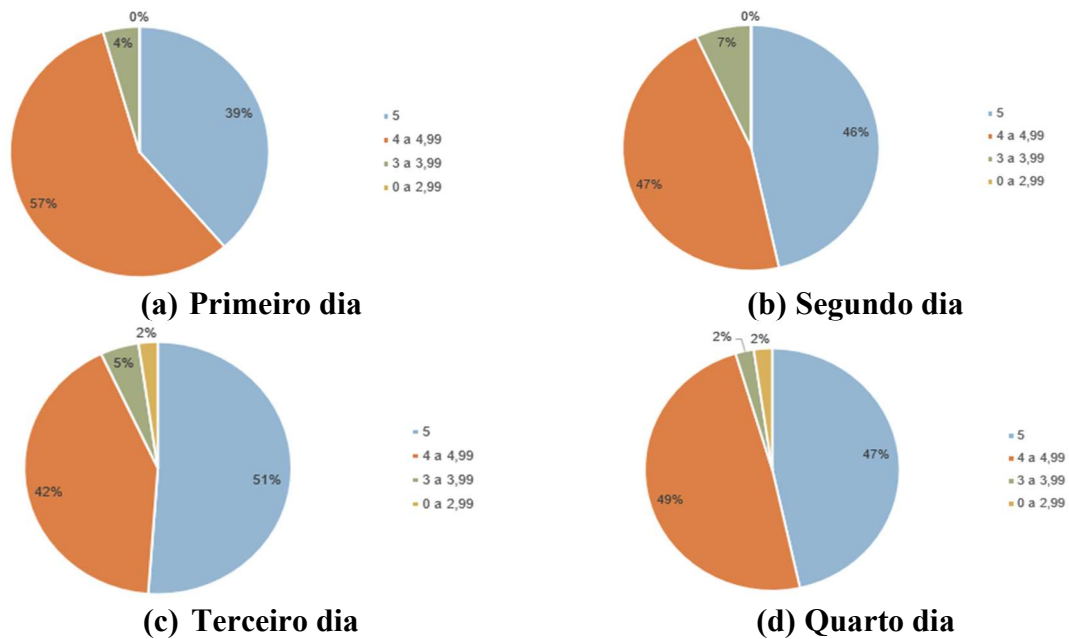 0%
4%
39%
57%
5
4 a 4,99
3 a 3,99
0 a 2,99
(a) Primeiro dia
0%
7%
46%
47%
5
4 a 4,99
3 a 3,99
0 a 2,99
(b) Segundo dia
2%
5%
51%
42%
5
4 a 4,99
3 a 3,99
0 a 2,99
(c) Terceiro dia
2%
2%
47%
49%
5
4 a 4,99
3 a 3,99
0 a 2,99
(d) Quarto dia